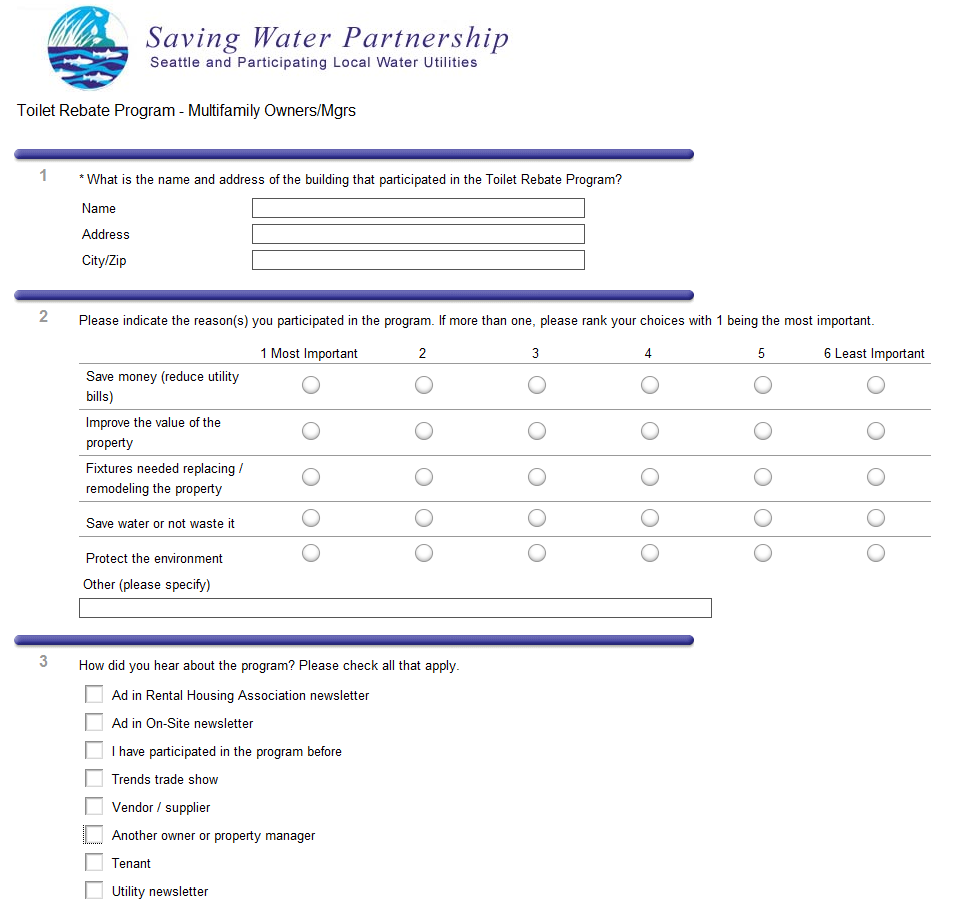 Saving Water Partnership
Seattle and Participating Local Water Utilities
Toilet Rebate Program - Multifamily Owners/Mgrs
1
* What is the name and address of the building that participated in the Toilet Rebate Program?
Name
Address
City/Zip
2
Please indicate the reason(s) you participated in the program. If more than one, please rank your choices with 1 being the most important.
1 Most Important 2 3 4 5 6 Least Important
Save money (reduce utility
bills)
Improve the value of the
property
Fixtures needed replacing /
remodeling the property
Save water or not waste it
Protect the environment
Other (please specify)
3
How did you hear about the program? Please check all that apply.
Ad in Rental Housing Association newsletter
Ad in On-Site newsletter
I have participated in the program before
Trends trade show
Vendor / supplier
Another owner or property manager
Tenant
Utility newsletter